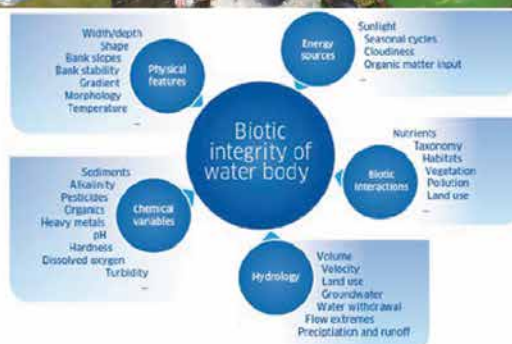 Width/depth
Shape
Bank slopes
Bank stability
Gradient
Morphology
Temperature
...
Physical
features
Energy
sources
Sunlight
Seasonal cycles
Cloudiness
Organic matter input
...
Biotic
integrity of
water body
Sediments
Alkalinity
Pesticides
Organics
Heavy metals
pH
Hardness
Dissolved oxygen
Turbidity
...
Chemical
variables
Biotic
interactions
Nutrients
Taxonomy
Habitats
Vegetation
Pollution
Land use
...
Hydrology
Volume
Velocity
Land use
Groundwater
Water withdrawal
Flow extremes
Precipitation and runoff